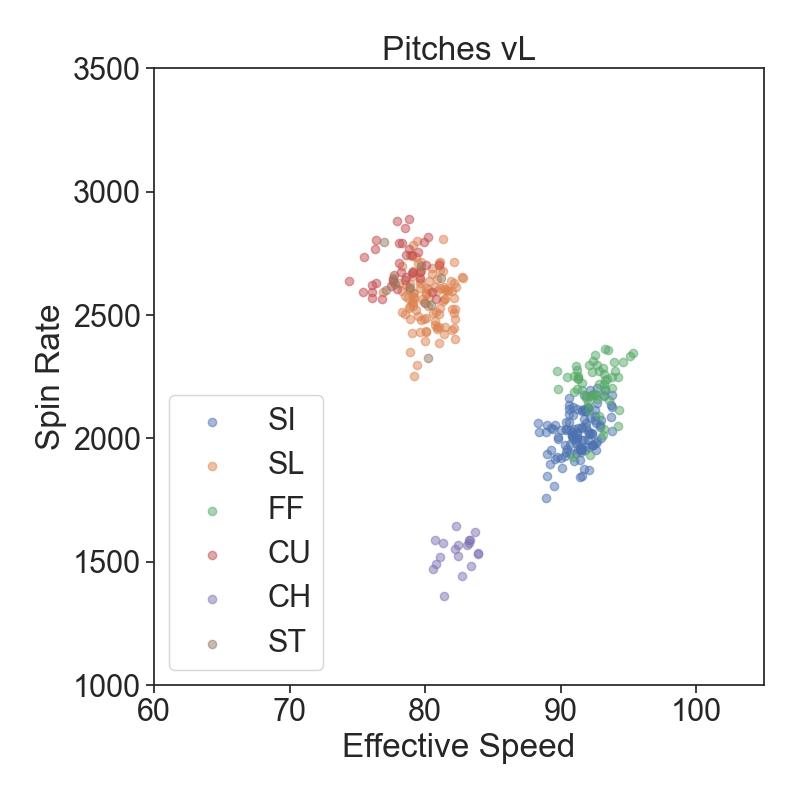 Pitches vL
3500
3000
2500
2000
1500
1000
Spin Rate
SI
SL
FF
CU
CH
ST
60 70 80 90 100
Effective Speed